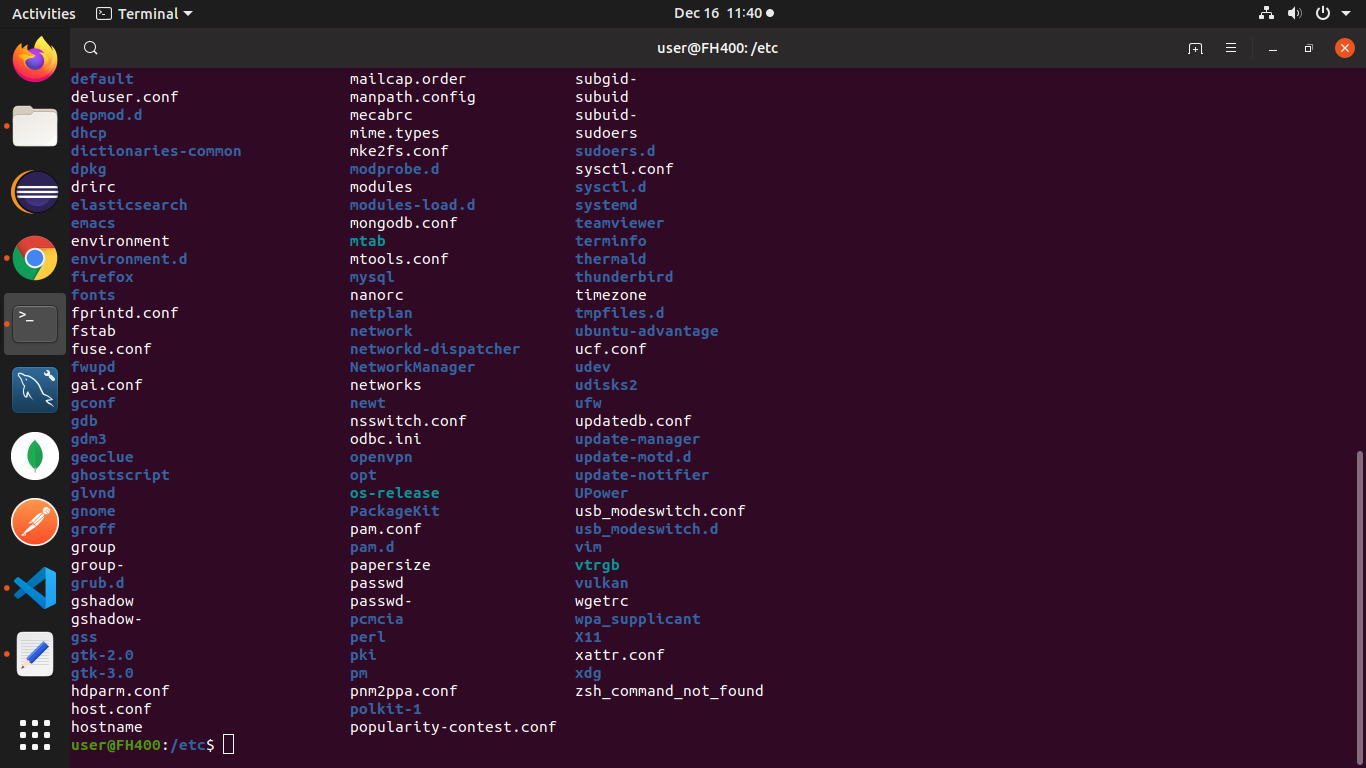 Activities Terminal Dec 16 11:40
user@FH400: /etc
default mailcap.order subgid-
deluser.conf manpath.config subuid
depmod.d mecabrc subuid-
dhcp mime.types sudoers
dictionaries-common mke2fs.conf sudoers.d
dpkg modprobe.d sysctl.conf
drirc modules sysctl.d
elasticsearch modules-load.d systemd
emacs mongodb.conf teamviewer
environment mtab terminfo
environment.d mtools.conf thermald
firefox mysql thunderbird
fonts nanorc timezone
fprintd.conf netplan tmpfiles.d
fstab network ubuntu-advantage
fuse.conf networkd-dispatcher ucf.conf
fwupd NetworkManager udev
gai.conf networks udisks2
gconf newt ufw
gdb nsswitch.conf updatedb.conf
gdm3 odbc.ini update-manager
geoclue openvpn update-motd.d
ghostscript opt update-notifier
glvnd os-release UPower
gnome PackageKit usb_modeswitch.conf
groff pam.conf usb_modeswitch.d
group pam.d vim
group- papersize vtrgb
grub.d passwd vulkan
gshadow passwd- wgetrc
gshadow- pcmcia wpa_supplicant
gss perl X11
gtk-2.0 pki xattr.conf
gtk-3.0 pm xdg
hdparm.conf pnm2ppa.conf zsh_command_not_found
host.conf polkit-1
hostname popularity-contest.conf
user@FH400:/etc$